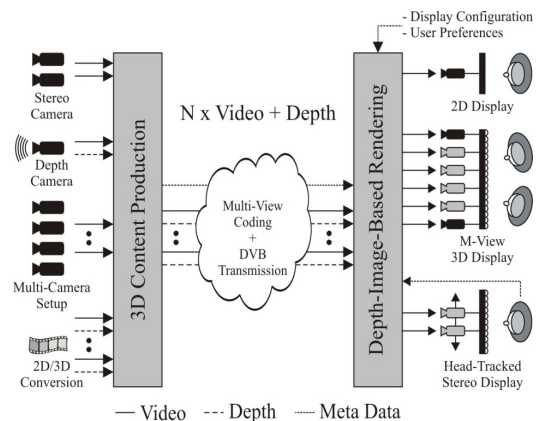 - Display Configuration
- User Preferences
Stereo
Camera
Depth
Camera
Multi-Camera
Setup
2D/3D
Conversion
3D Content Production
N x Video + Depth
Multi-View
Coding
+
DVB
Transmission
Depth-Image-Based Rendering
2D Display
M-View
3D Display
Head-Tracked
Stereo Display
Video
Depth
Meta Data